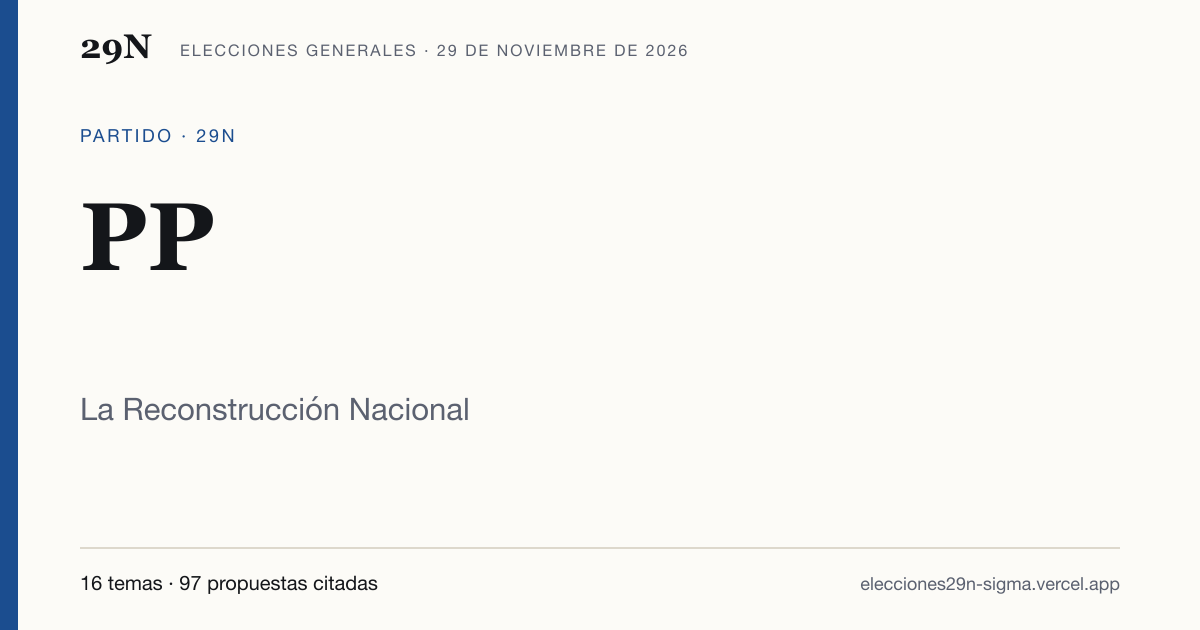 29N ELECCIONES GENERALES · 29 DE NOVIEMBRE DE 2026
PARTIDO · 29N
PP
La Reconstrucción Nacional
16 temas · 97 propuestas citadas
elecciones29n-sigma.vercel.app